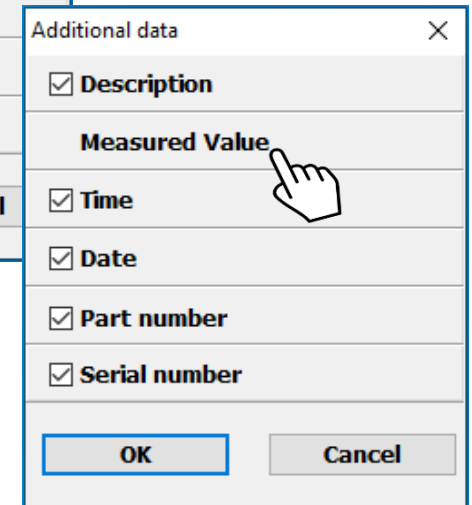 Additional data
Description
Measured Value
Time
Date
Part number
Serial number
OK
Cancel